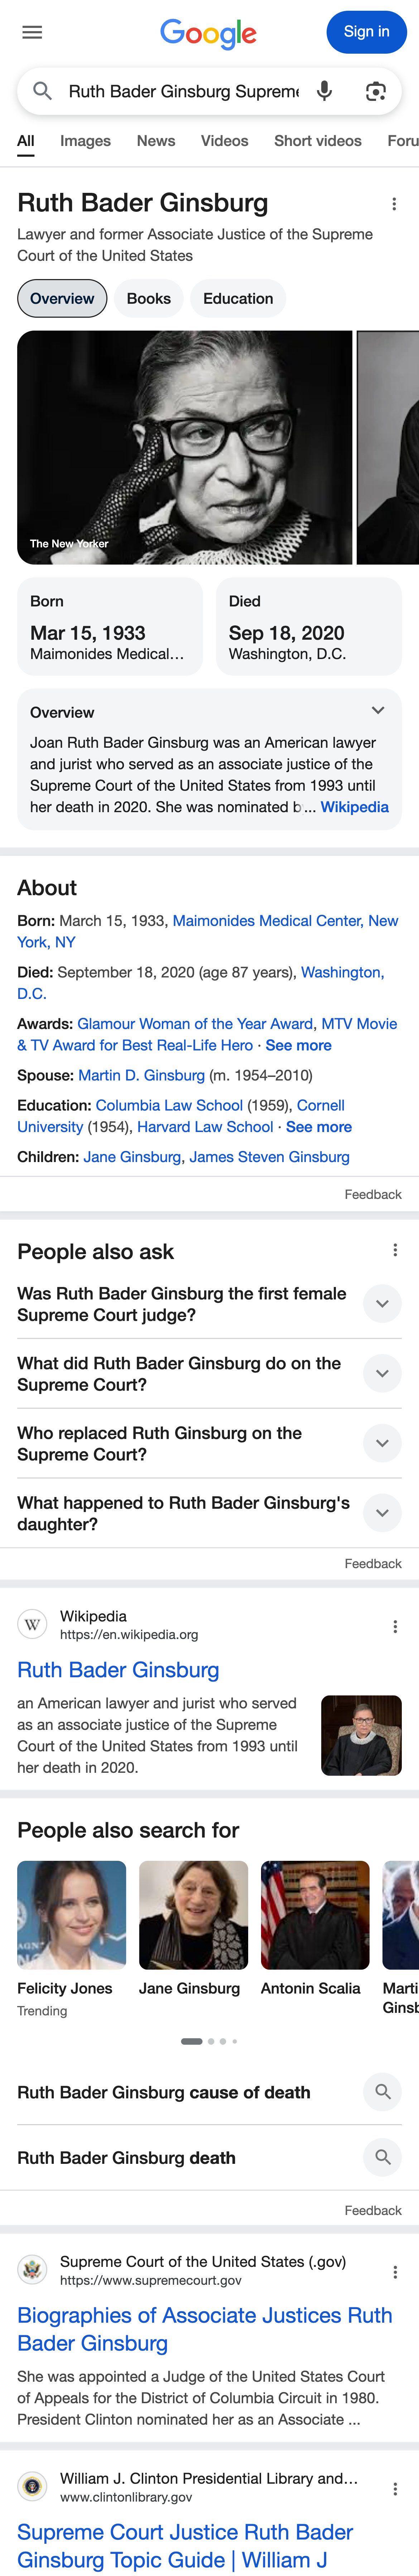 Google
Sign in
Ruth Bader Ginsburg Supreme
All Images News Videos Short videos Foru
Ruth Bader Ginsburg
Lawyer and former Associate Justice of the Supreme
Court of the United States
Overview Books Education
The New Yorker
Born
Mar 15, 1933
Maimonides Medical...
Died
Sep 18, 2020
Washington, D.C.
Overview
Joan Ruth Bader Ginsburg was an American lawyer
and jurist who served as an associate justice of the
Supreme Court of the United States from 1993 until
her death in 2020. She was nominated b... Wikipedia
About
Born: March 15, 1933, Maimonides Medical Center, New
York, NY
Died: September 18, 2020 (age 87 years), Washington,
D.C.
Awards: Glamour Woman of the Year Award, MTV Movie
& TV Award for Best Real-Life Hero · See more
Spouse: Martin D. Ginsburg (m. 1954–2010)
Education: Columbia Law School (1959), Cornell
University (1954), Harvard Law School · See more
Children: Jane Ginsburg, James Steven Ginsburg
Feedback
People also ask
Was Ruth Bader Ginsburg the first female
Supreme Court judge?
What did Ruth Bader Ginsburg do on the
Supreme Court?
Who replaced Ruth Ginsburg on the
Supreme Court?
What happened to Ruth Bader Ginsburg's
daughter?
Feedback
W
Wikipedia
https://en.wikipedia.org
Ruth Bader Ginsburg
an American lawyer and jurist who served
as an associate justice of the Supreme
Court of the United States from 1993 until
her death in 2020.
People also search for
AGN
Felicity Jones
Trending
Jane Ginsburg
Antonin Scalia
Marti
Ginsb
Ruth Bader Ginsburg cause of death
Ruth Bader Ginsburg death
Feedback
Supreme Court of the United States (.gov)
https://www.supremecourt.gov
Biographies of Associate Justices Ruth
Bader Ginsburg
She was appointed a Judge of the United States Court
of Appeals for the District of Columbia Circuit in 1980.
President Clinton nominated her as an Associate ...
William J. Clinton Presidential Library and...
www.clintonlibrary.gov
Supreme Court Justice Ruth Bader
Ginsburg Topic Guide | William J